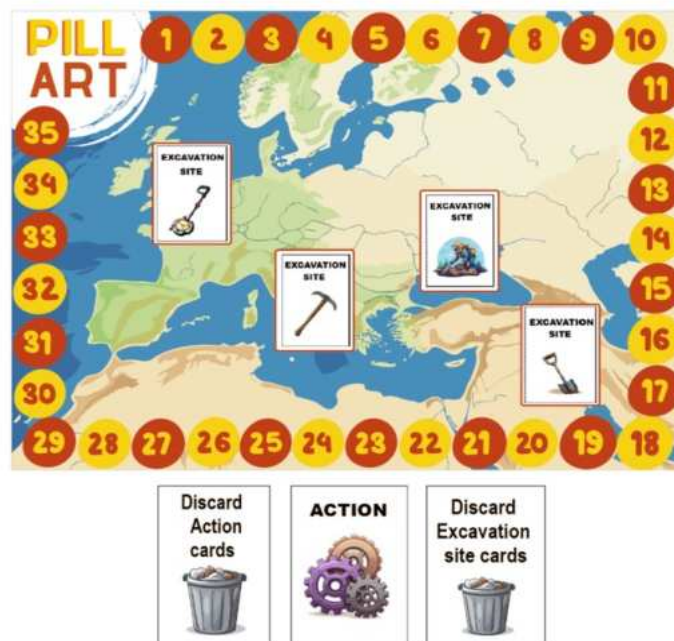 PILL
ART
1 2 3 4 5 6 7 8 9 10
11
12
13
14
15
16
17
18
19
20
21
22
23
24
25
26
27
28
29
30
31
32
33
34
35
EXCAVATION
SITE
EXCAVATION
SITE
EXCAVATION
SITE
EXCAVATION
SITE
Discard
Action
cards
ACTION
Discard
Excavation
site cards